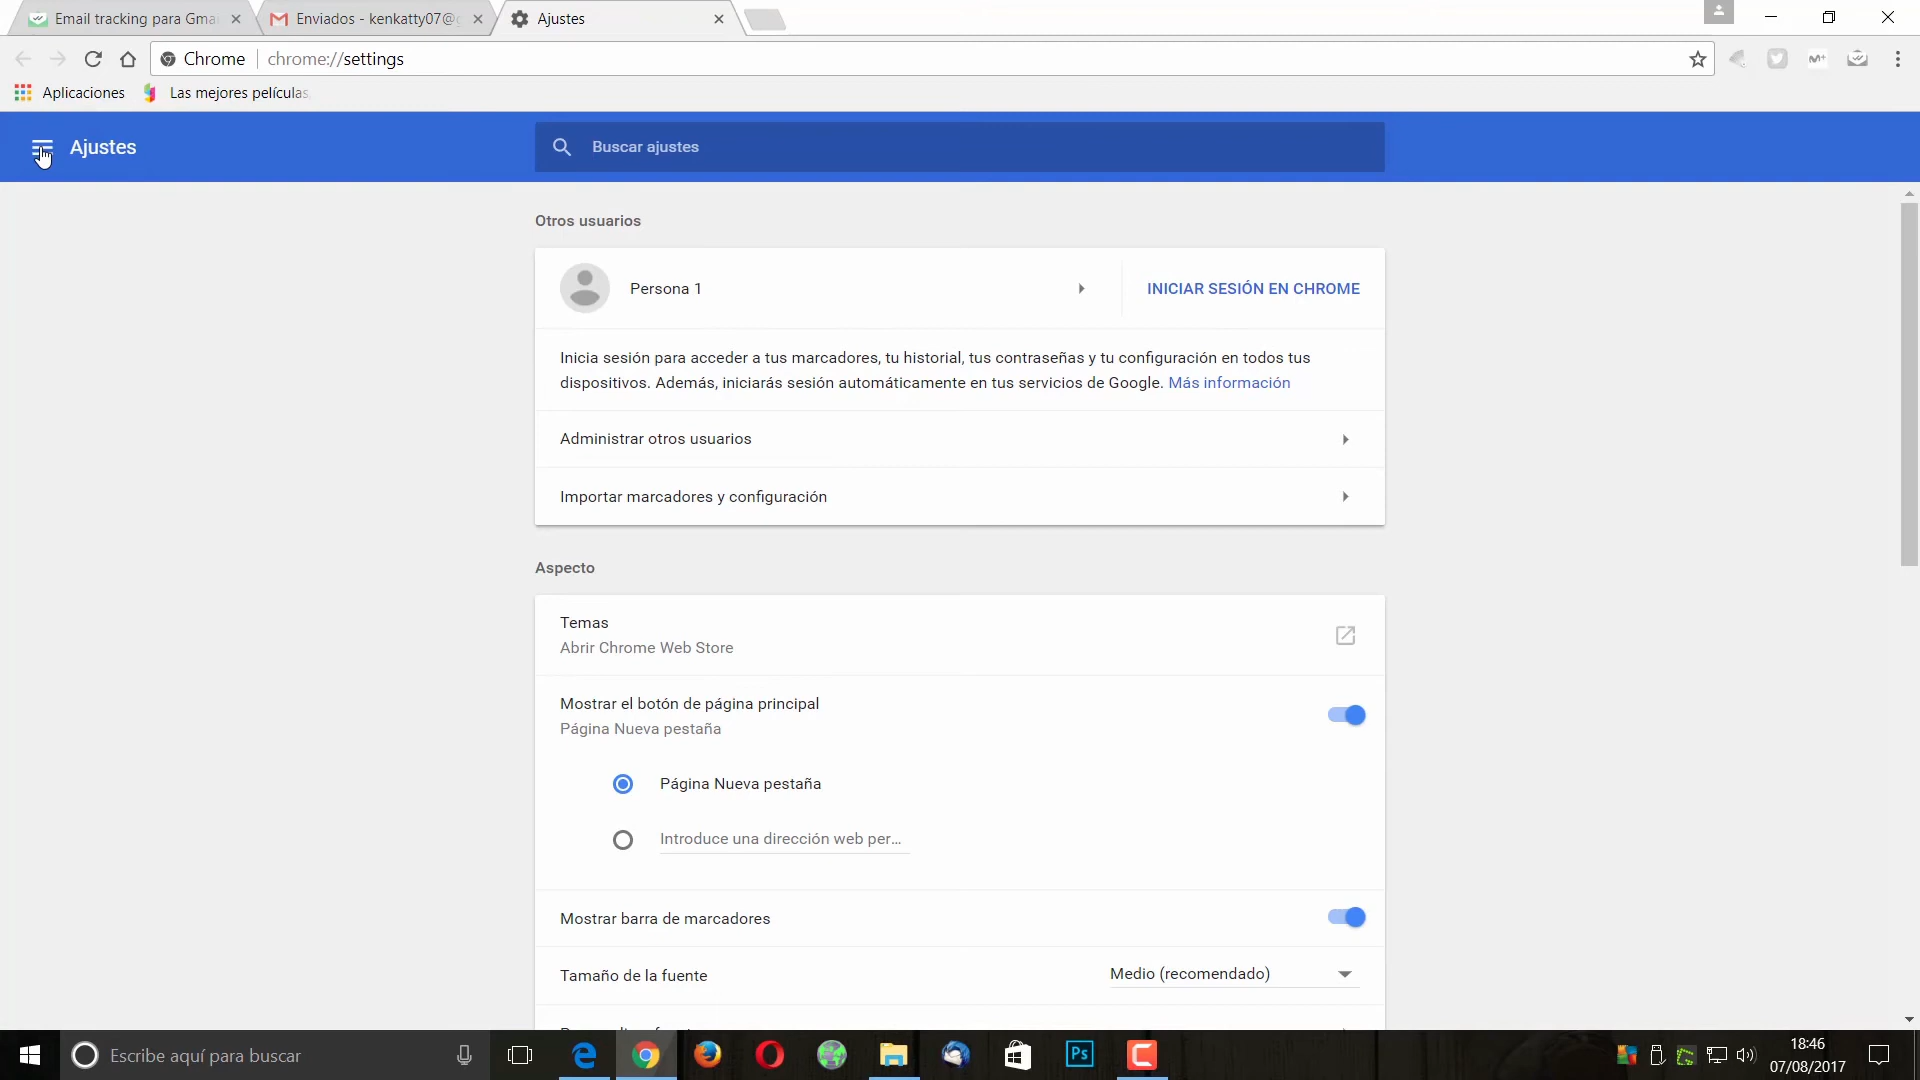 Email tracking para Gma
Enviados - kenkatty07@g
Ajustes
Chrome
chrome://settings
Aplicaciones
Las mejores películas,
Ajustes
Buscar ajustes
Otros usuarios
Persona 1
INICIAR SESIÓN EN CHROME
Inicia sesión para acceder a tus marcadores, tu historial, tus contraseñas y tu configuración en todos tus
dispositivos. Además, iniciarás sesión automáticamente en tus servicios de Google. Más información
Administrar otros usuarios
Importar marcadores y configuración
Aspecto
Temas
Abrir Chrome Web Store
Mostrar el botón de página principal
Página Nueva pestaña
Página Nueva pestaña
Introduce una dirección web per...
Mostrar barra de marcadores
Tamaño de la fuente
Medio (recomendado)
Escribe aquí para buscar
Ps
18:46
07/08/2017